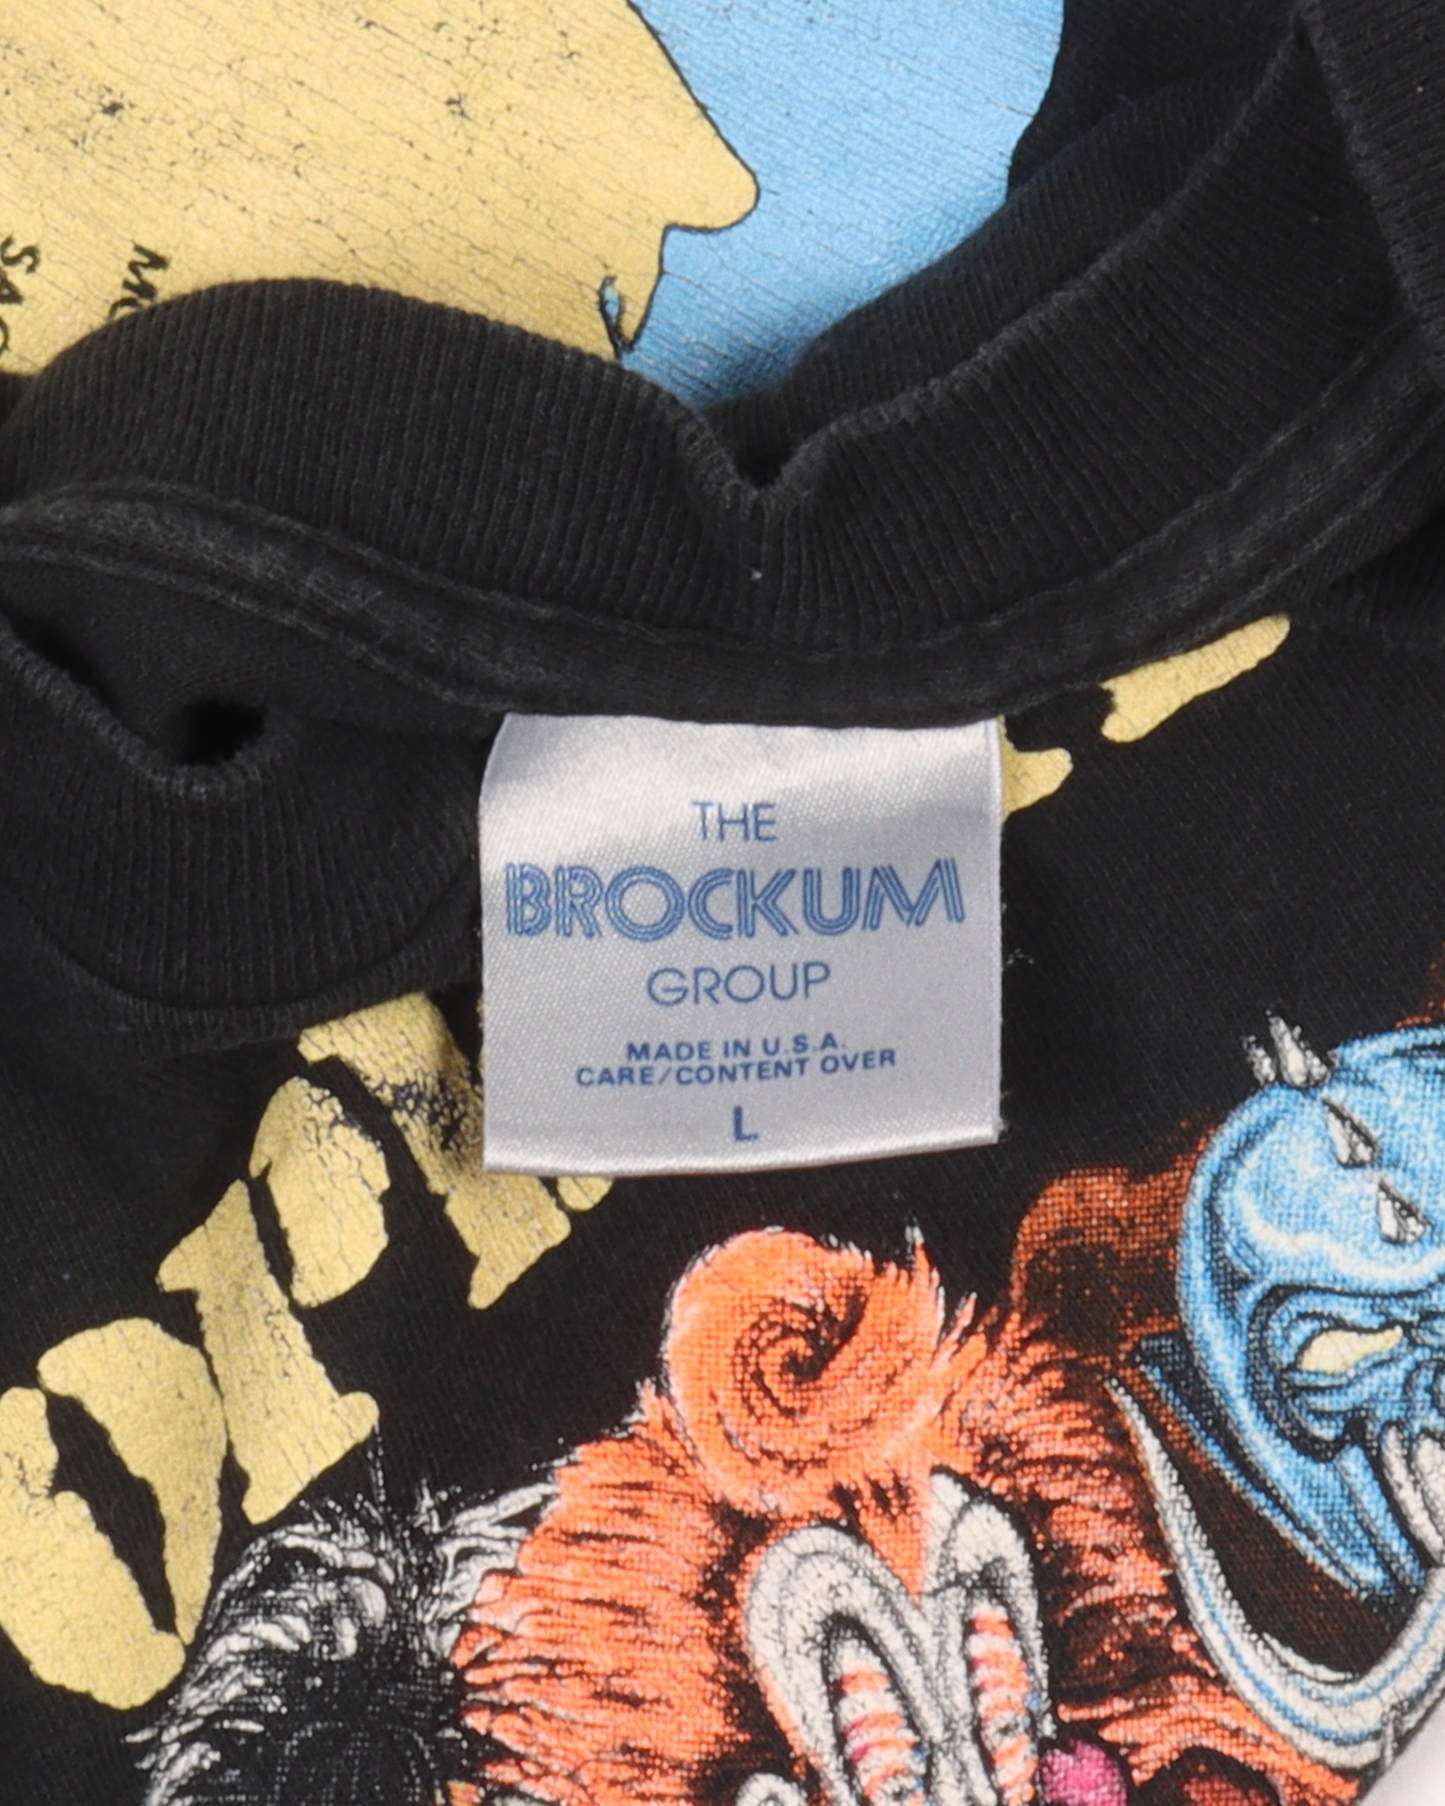 THE
BROCKUM
GROUP
MADE IN U.S.A.
CARE/CONTENT OVER
L